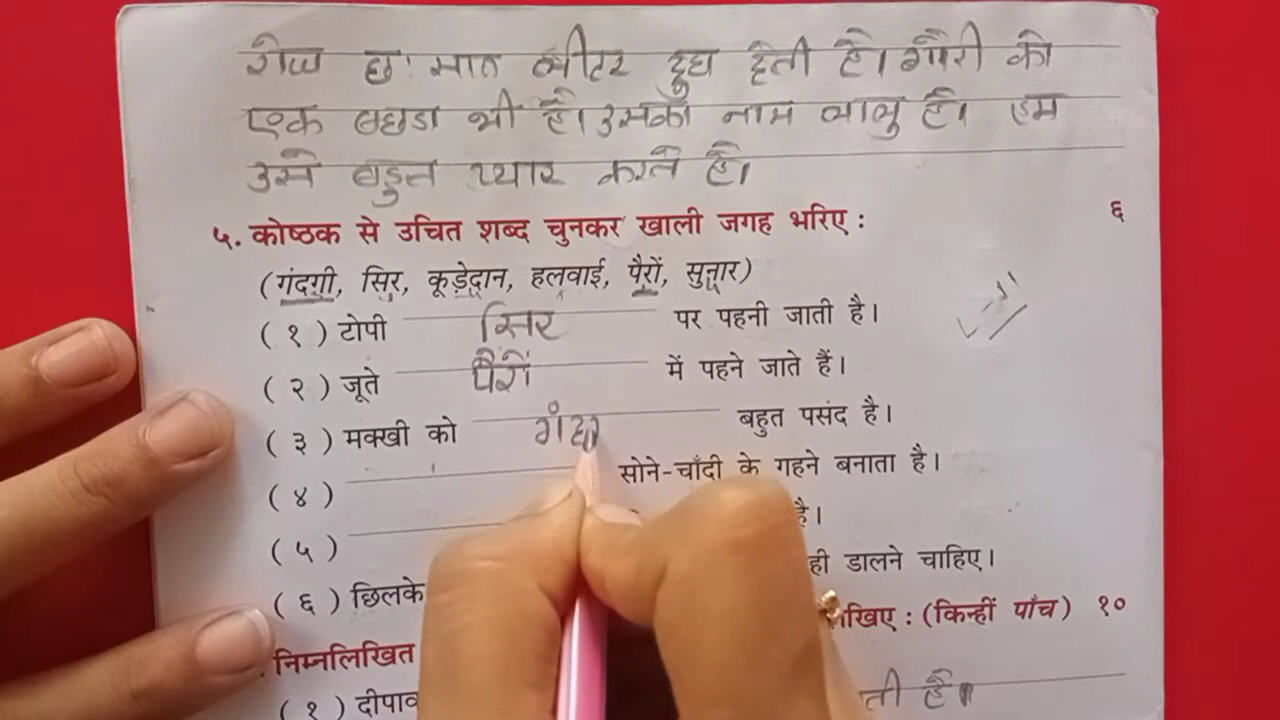 रोज छः सात लीटर दुध देती है। गौरी को
एक बछडा भी है। उसका नाम लालु है। हम
उसे बहुत प्यार करते है।
५. कोष्ठक से उचित शब्द चुनकर खाली जगह भरिए : ६
(गंदगी, सिर, कूड़ेदान, हलवाई, पैरों, सुनार)
( १ ) टोपी सिर पर पहनी जाती है।
( २ ) जूते पैरों में पहने जाते हैं।
( ३ ) मक्खी को गंद बहुत पसंद है।
( ४ ) सोने-चाँदी के गहने बनाता है।
( ५ ) है।
( ६ ) छिलके ही डालने चाहिए।
निम्नलिखित (किन्हीं पाँच) १०
( १ ) दीपाव ती है।